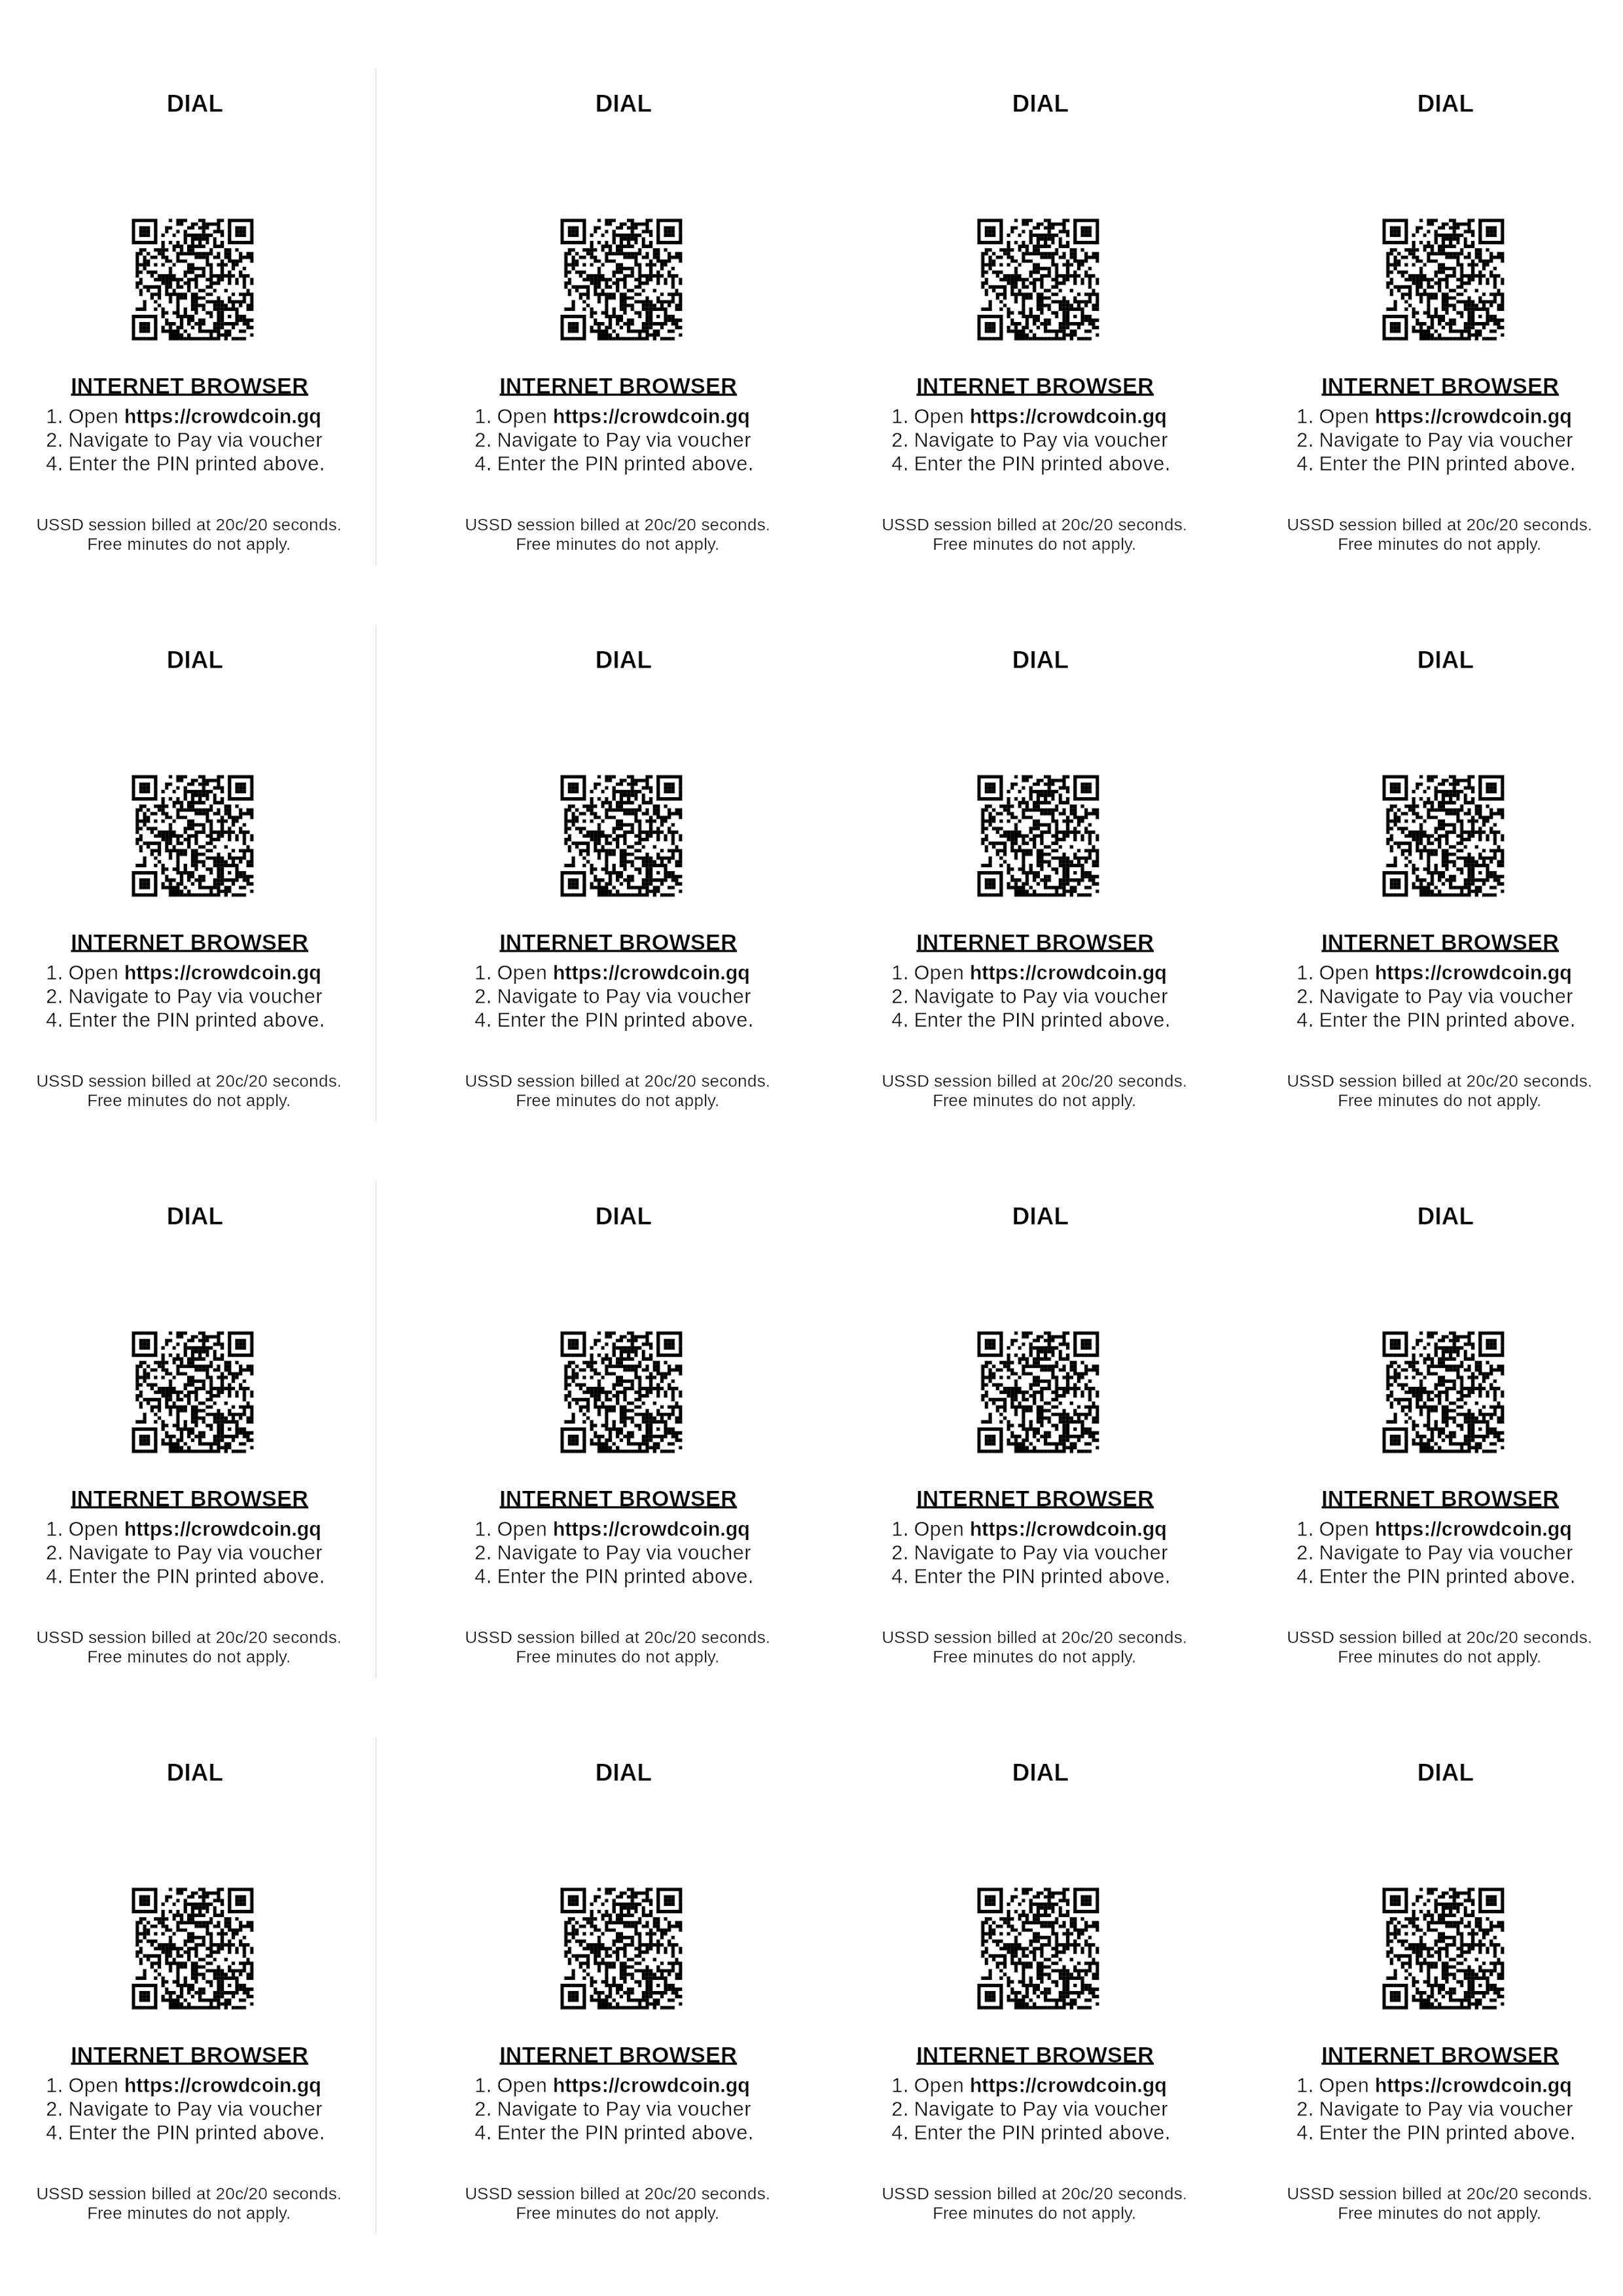 DIAL
INTERNET BROWSER
1. Open https://crowdcoin.gq
2. Navigate to Pay via voucher
4. Enter the PIN printed above.
USSD session billed at 20c/20 seconds.
Free minutes do not apply.
DIAL
INTERNET BROWSER
1. Open https://crowdcoin.gq
2. Navigate to Pay via voucher
4. Enter the PIN printed above.
USSD session billed at 20c/20 seconds.
Free minutes do not apply.
DIAL
INTERNET BROWSER
1. Open https://crowdcoin.gq
2. Navigate to Pay via voucher
4. Enter the PIN printed above.
USSD session billed at 20c/20 seconds.
Free minutes do not apply.
DIAL
INTERNET BROWSER
1. Open https://crowdcoin.gq
2. Navigate to Pay via voucher
4. Enter the PIN printed above.
USSD session billed at 20c/20 seconds.
Free minutes do not apply.
DIAL
INTERNET BROWSER
1. Open https://crowdcoin.gq
2. Navigate to Pay via voucher
4. Enter the PIN printed above.
USSD session billed at 20c/20 seconds.
Free minutes do not apply.
DIAL
INTERNET BROWSER
1. Open https://crowdcoin.gq
2. Navigate to Pay via voucher
4. Enter the PIN printed above.
USSD session billed at 20c/20 seconds.
Free minutes do not apply.
DIAL
INTERNET BROWSER
1. Open https://crowdcoin.gq
2. Navigate to Pay via voucher
4. Enter the PIN printed above.
USSD session billed at 20c/20 seconds.
Free minutes do not apply.
DIAL
INTERNET BROWSER
1. Open https://crowdcoin.gq
2. Navigate to Pay via voucher
4. Enter the PIN printed above.
USSD session billed at 20c/20 seconds.
Free minutes do not apply.
DIAL
INTERNET BROWSER
1. Open https://crowdcoin.gq
2. Navigate to Pay via voucher
4. Enter the PIN printed above.
USSD session billed at 20c/20 seconds.
Free minutes do not apply.
DIAL
INTERNET BROWSER
1. Open https://crowdcoin.gq
2. Navigate to Pay via voucher
4. Enter the PIN printed above.
USSD session billed at 20c/20 seconds.
Free minutes do not apply.
DIAL
INTERNET BROWSER
1. Open https://crowdcoin.gq
2. Navigate to Pay via voucher
4. Enter the PIN printed above.
USSD session billed at 20c/20 seconds.
Free minutes do not apply.
DIAL
INTERNET BROWSER
1. Open https://crowdcoin.gq
2. Navigate to Pay via voucher
4. Enter the PIN printed above.
USSD session billed at 20c/20 seconds.
Free minutes do not apply.
DIAL
INTERNET BROWSER
1. Open https://crowdcoin.gq
2. Navigate to Pay via voucher
4. Enter the PIN printed above.
USSD session billed at 20c/20 seconds.
Free minutes do not apply.
DIAL
INTERNET BROWSER
1. Open https://crowdcoin.gq
2. Navigate to Pay via voucher
4. Enter the PIN printed above.
USSD session billed at 20c/20 seconds.
Free minutes do not apply.
DIAL
INTERNET BROWSER
1. Open https://crowdcoin.gq
2. Navigate to Pay via voucher
4. Enter the PIN printed above.
USSD session billed at 20c/20 seconds.
Free minutes do not apply.
DIAL
INTERNET BROWSER
1. Open https://crowdcoin.gq
2. Navigate to Pay via voucher
4. Enter the PIN printed above.
USSD session billed at 20c/20 seconds.
Free minutes do not apply.